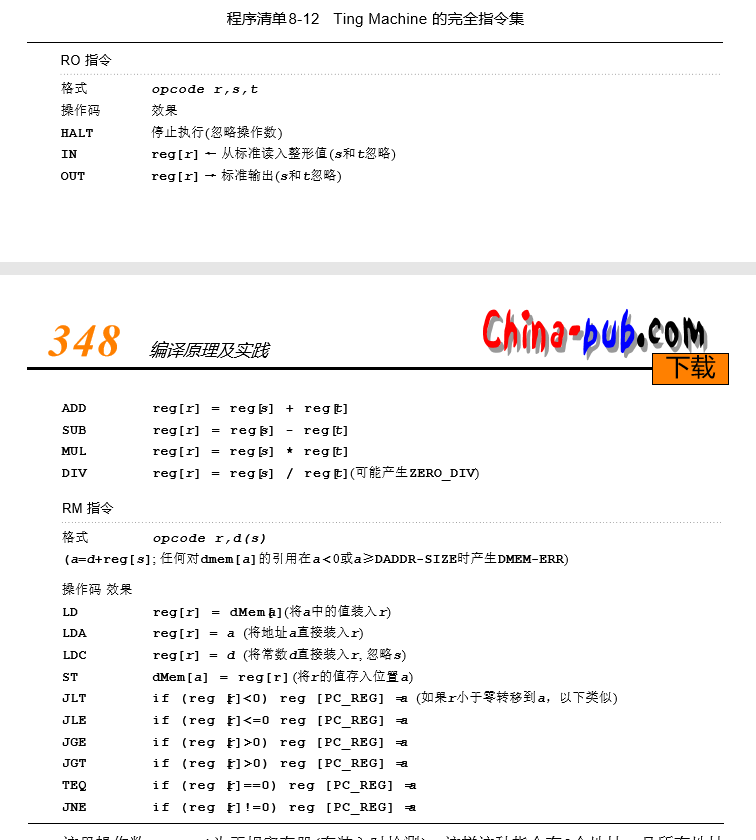 程序清单8-12 Ting Machine 的完全指令集
RO 指令
格式 opcode r,s,t
操作码 效果
HALT 停止执行(忽略操作数)
IN reg[r] ← 从标准读入整形值(s和t忽略)
OUT reg[r] → 标准输出(s和t忽略)
348 编译原理及实践
China-pub.com
下载
ADD reg[r] = reg[s] + reg[t]
SUB reg[r] = reg[s] - reg[t]
MUL reg[r] = reg[s] * reg[t]
DIV reg[r] = reg[s] / reg[t](可能产生ZERO_DIV)
RM 指令
格式 opcode r,d(s)
(a=d+reg[s]; 任何对dmem[a]的引用在a<0或a≥DADDR-SIZE时产生DMEM-ERR)
操作码 效果
LD reg[r] = dMem[a](将a中的值装入r)
LDA reg[r] = a (将地址a直接装入r)
LDC reg[r] = d (将常数d直接装入r, 忽略s)
ST dMem[a] = reg[r](将r的值存入位置a)
JLT if (reg [r]<0) reg [PC_REG] =a (如果r小于零转移到a，以下类似)
JLE if (reg [r]<=0 reg [PC_REG] =a
JGE if (reg [r]>0) reg [PC_REG] =a
JGT if (reg [r]>0) reg [PC_REG] =a
TEQ if (reg [r]==0) reg [PC_REG] =a
JNE if (reg [r]!=0) reg [PC_REG] =a